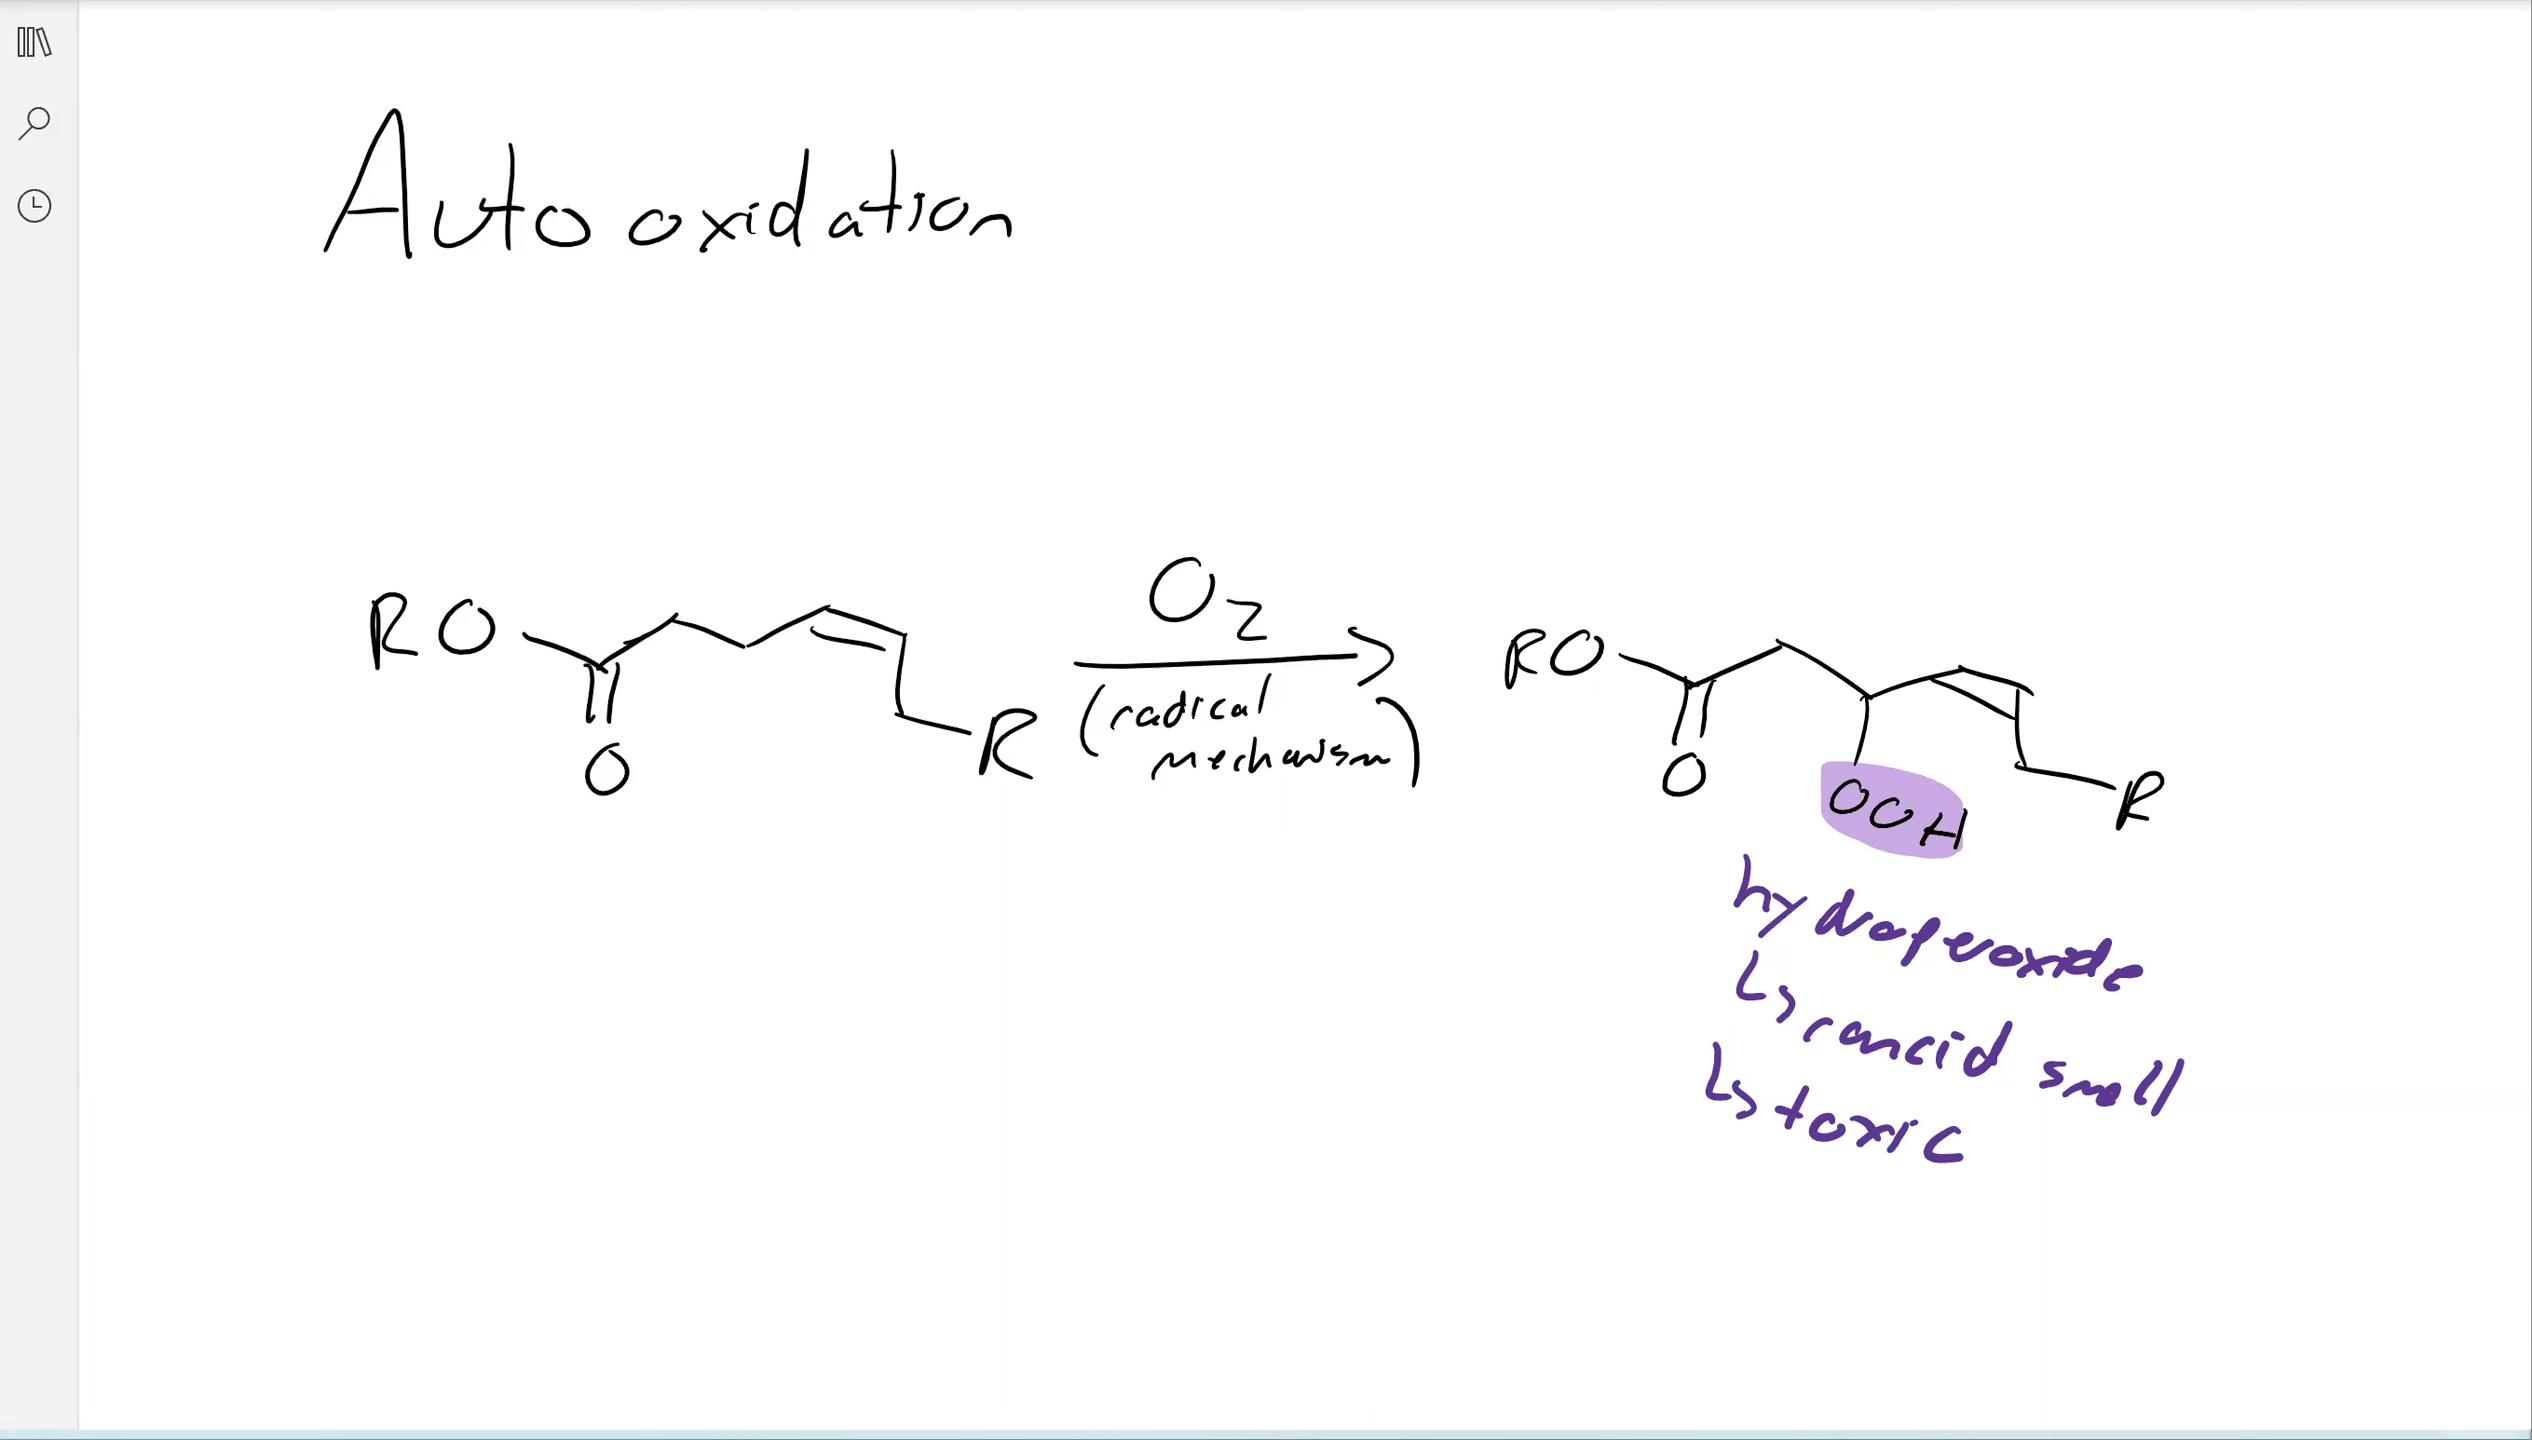 Autooxidation
RO
O
R
O2
(radical
mechanism)
RO
O
OOH
R
hydroperoxide
↳ rancid smell
↳ toxic